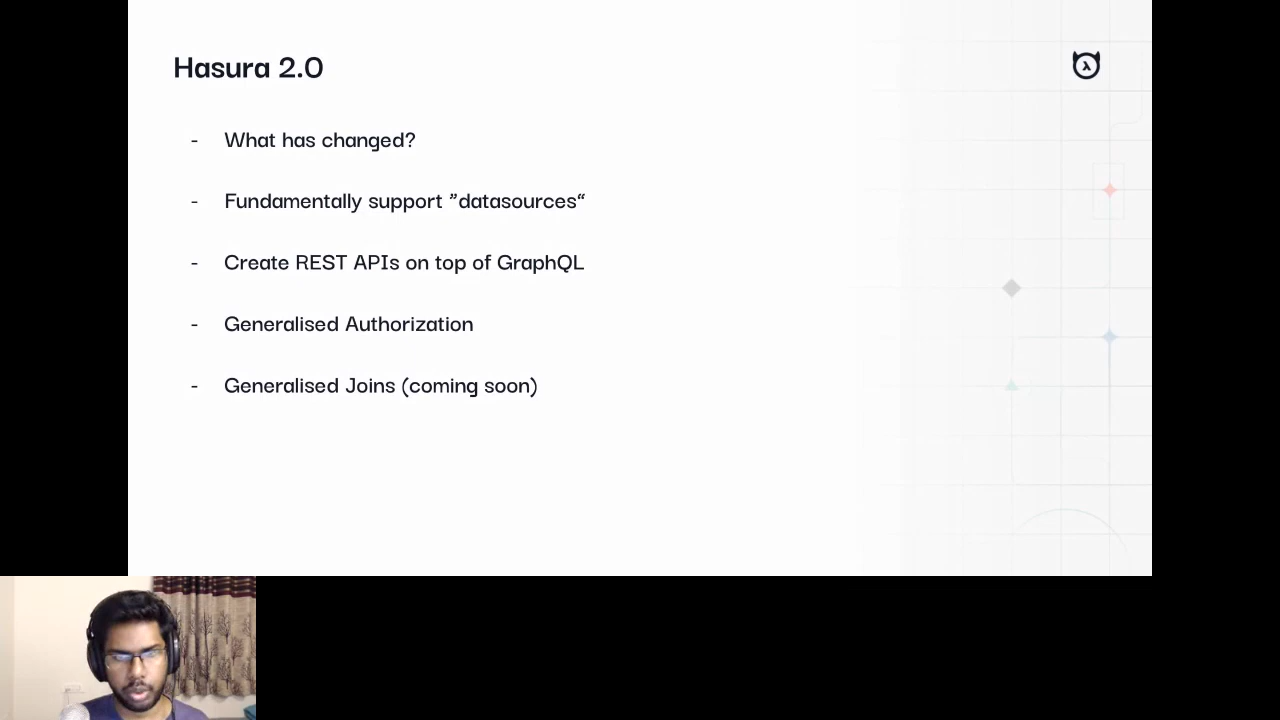 Hasura 2.0
- What has changed?
- Fundamentally support ”datasources“
- Create REST APIs on top of GraphQL
- Generalised Authorization
- Generalised Joins (coming soon)